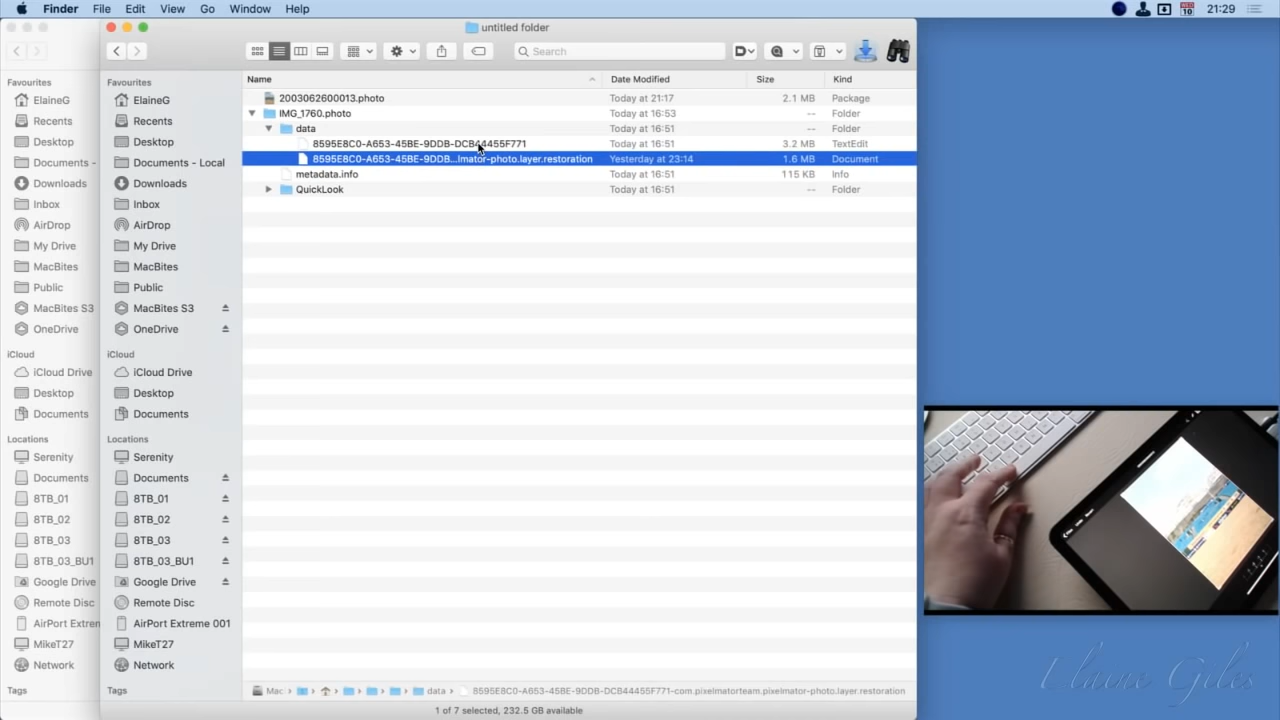 Finder File Edit View Go Window Help 21:29
untitled folder
Search
Favourites
ElaineG
Recents
Desktop
Documents -
Downloads
Inbox
AirDrop
My Drive
MacBites
Public
MacBites S3
OneDrive
iCloud
iCloud Drive
Desktop
Documents
Locations
Serenity
Documents
8TB_01
8TB_02
8TB_03
8TB_03_BU1
Google Drive
Remote Disc
AirPort Extren
MikeT27
Network
Tags
Favourites
ElaineG
Recents
Desktop
Documents - Local
Downloads
Inbox
AirDrop
My Drive
MacBites
Public
MacBites S3
OneDrive
iCloud
iCloud Drive
Desktop
Documents
Locations
Serenity
Documents
8TB_01
8TB_02
8TB_03
8TB_03_BU1
Google Drive
Remote Disc
AirPort Extreme 001
MikeT27
Network
Tags
Name Date Modified Size Kind
2003062600013.photo Today at 21:17 2.1 MB Package
IMG_1760.photo Today at 16:53 -- Folder
data Today at 16:51 -- Folder
8595E8C0-A653-45BE-9DDB-DCB44455F771 Today at 16:51 3.2 MB TextEdit
8595E8C0-A653-45BE-9DDB...lmator-photo.layer.restoration Yesterday at 23:14 1.6 MB Document
metadata.info Today at 16:51 115 KB Info
QuickLook Today at 16:51 -- Folder
Mac data 8595E8C0-A653-45BE-9DDB-DCB44455F771-com.pixelmatorteam.pixelmator-photo.layer.restoration
1 of 7 selected, 232.5 GB available
Elaine Giles